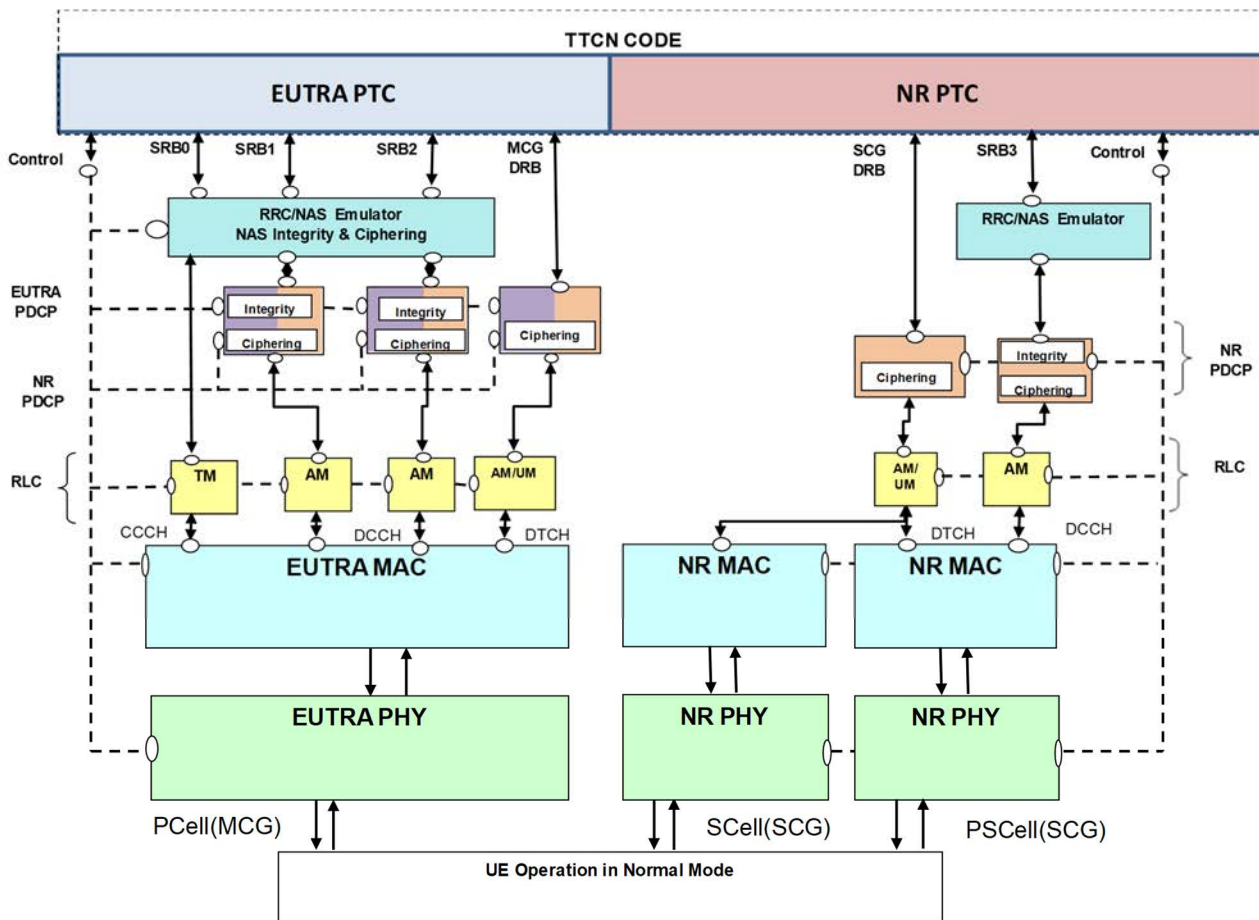 TTCN CODE
EUTRA PTC
NR PTC
Control
SRB0
SRB1
SRB2
MCG
DRB
SCG
DRB
SRB3
Control
RRC/NAS Emulator
NAS Integrity & Ciphering
RRC/NAS Emulator
EUTRA
PDCP
Integrity
Ciphering
Integrity
Ciphering
Ciphering
NR
PDCP
Ciphering
Integrity
Ciphering
NR
PDCP
RLC
TM
AM
AM
AM/UM
AM/
UM
AM
RLC
CCCH
DCCH
DTCH
DTCH
DCCH
EUTRA MAC
NR MAC
NR MAC
EUTRA PHY
NR PHY
NR PHY
PCell(MCG)
SCell(SCG)
PSCell(SCG)
UE Operation in Normal Mode